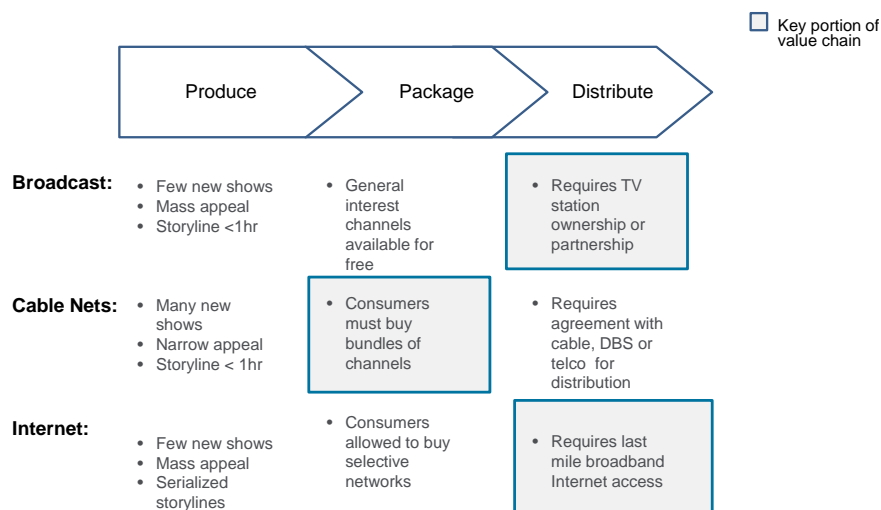 Key portion of
value chain
Produce
Package
Distribute
Broadcast:
• Few new shows
• Mass appeal
• Storyline <1hr
• General
interest
channels
available for
free
• Requires TV
station
ownership or
partnership
Cable Nets:
• Many new
shows
• Narrow appeal
• Storyline < 1hr
• Consumers
must buy
bundles of
channels
• Requires
agreement with
cable, DBS or
telco for
distribution
Internet:
• Few new shows
• Mass appeal
• Serialized
storylines
• Consumers
allowed to buy
selective
networks
• Requires last
mile broadband
Internet access